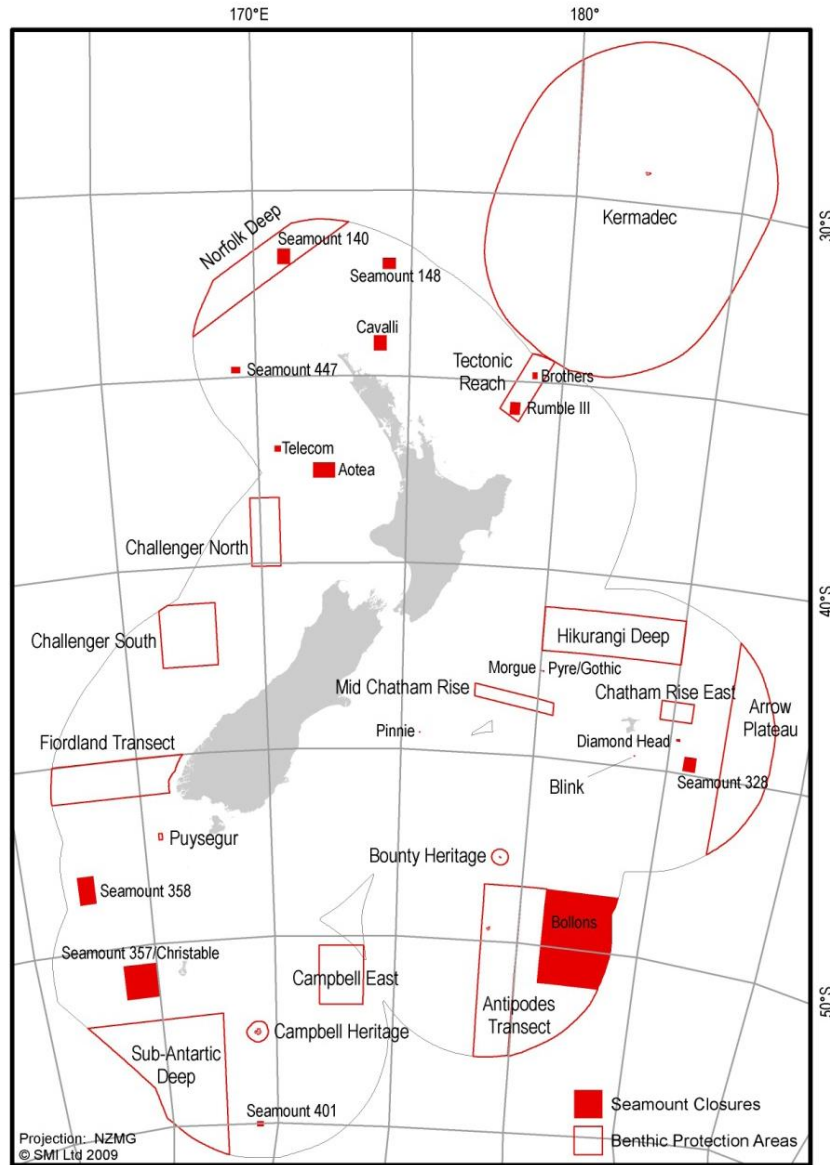 170°E
180°
30°S
40°S
50°S
Kermadec
Norfolk Deep
Seamount 140
Seamount 148
Cavalli
Seamount 447
Tectonic
Reach
Brothers
Rumble III
Telecom
Aotea
Challenger North
Challenger South
Hikurangi Deep
Morgue
Pyre/Gothic
Mid Chatham Rise
Chatham Rise East
Arrow
Plateau
Pinnie
Diamond Head
Blink
Seamount 328
Fiordland Transect
Puysegur
Bounty Heritage
Seamount 358
Bollons
Seamount 357/Christable
Campbell East
Antipodes
Transect
Campbell Heritage
Sub-Antartic
Deep
Seamount 401
Seamount Closures
Benthic Protection Areas
Projection: NZMG
© SMI Ltd 2009